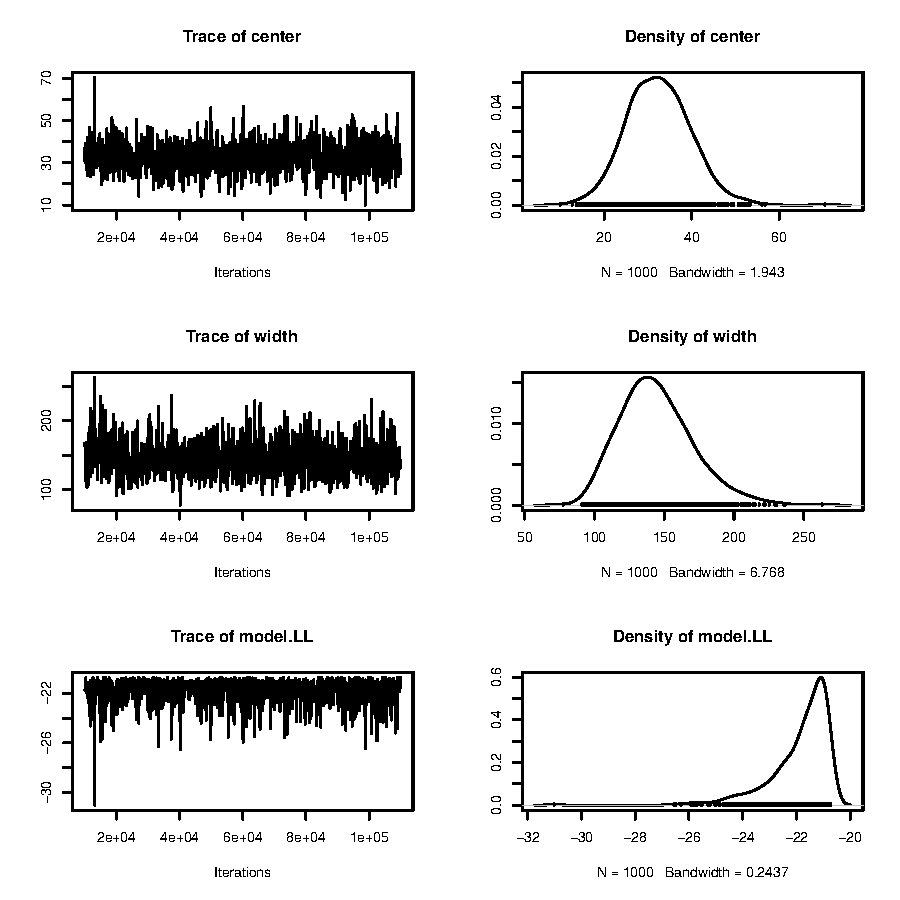 Trace of center
Density of center
70
50
30
10
2e+04 4e+04 6e+04 8e+04 1e+05
Iterations
0.04
0.02
0.00
20 40 60
N = 1000 Bandwidth = 1.943
Trace of width
Density of width
200
100
2e+04 4e+04 6e+04 8e+04 1e+05
Iterations
0.010
0.000
50 100 150 200 250
N = 1000 Bandwidth = 6.768
Trace of model.LL
Density of model.LL
−22
−26
−30
2e+04 4e+04 6e+04 8e+04 1e+05
Iterations
0.6
0.4
0.2
0.0
−32 −30 −28 −26 −24 −22 −20
N = 1000 Bandwidth = 0.2437